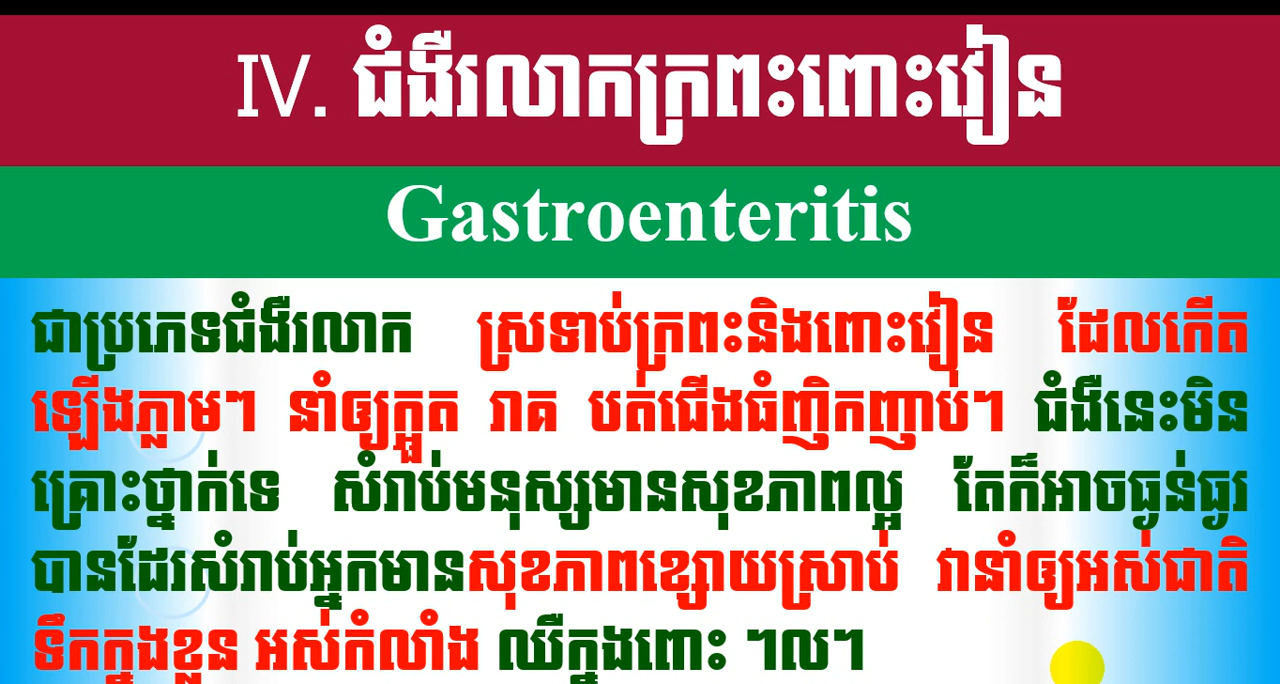 IV. ជំងឺរលាកក្រពះពោះវៀន
Gastroenteritis
ជាប្រភេទជំងឺរលាក ស្រទាប់ក្រពះនិងពោះវៀន ដែលកើត
ឡើងភ្លាមៗ នាំឲ្យក្អួត រាគ បត់ជើងធំញឹកញាប់ៗ ជំងឺនេះមិន
គ្រោះថ្នាក់ទេ សំរាប់មនុស្សមានសុខភាពល្អ តែក៏អាចធ្ងន់ធ្ងរ
បានដែរសំរាប់អ្នកមានសុខភាពខ្សោយស្រាប់ វានាំឲ្យអស់ជាតិ
ទឹកក្នុងខ្លួន អស់កំលាំង ឈឺក្នុងពោះ ។ល។